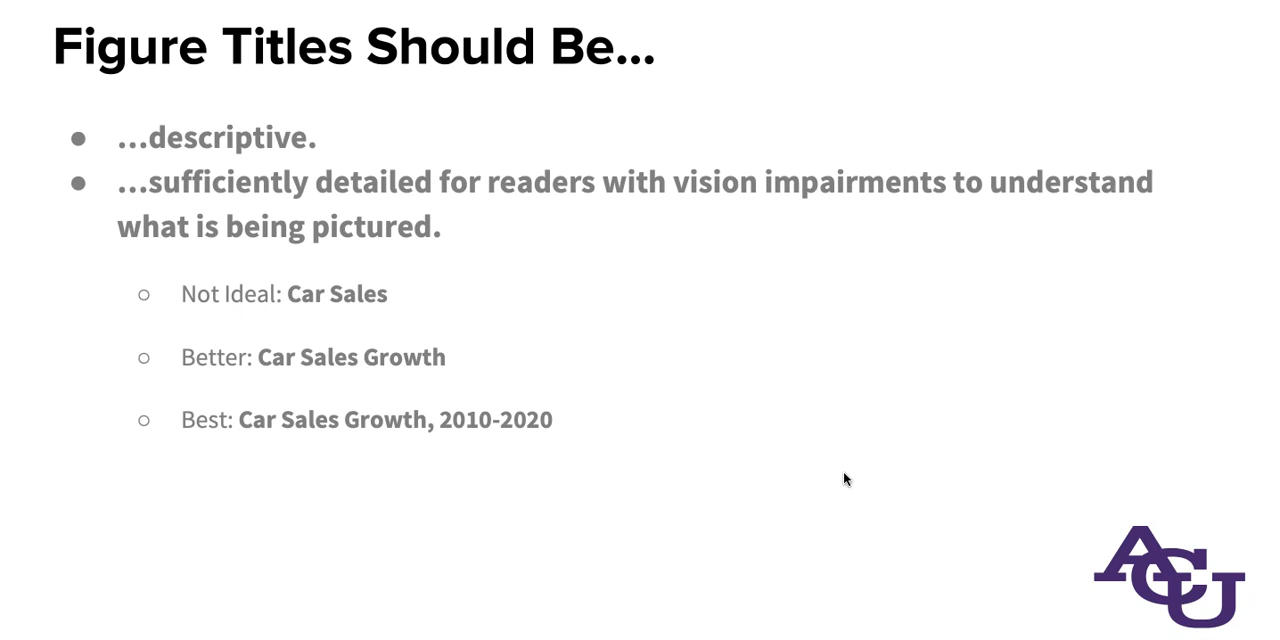 Figure Titles Should Be...
● ...descriptive.
● ...sufficiently detailed for readers with vision impairments to understand
what is being pictured.
○ Not Ideal: Car Sales
○ Better: Car Sales Growth
○ Best: Car Sales Growth, 2010-2020
ACU